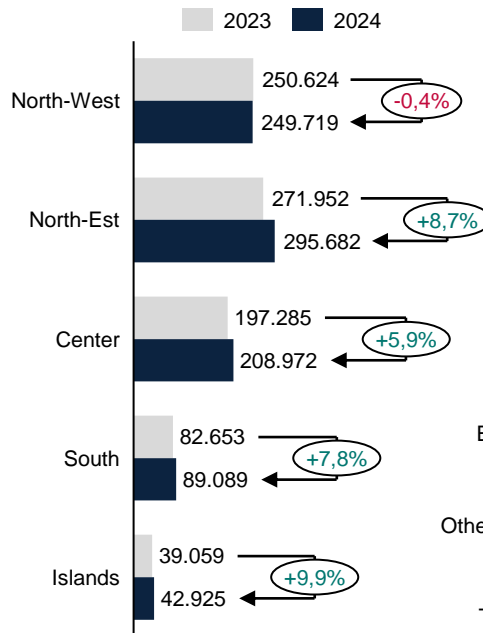 2023 2024
North-West
250.624
249.719
-0,4%
North-Est
271.952
295.682
+8,7%
Center
197.285
208.972
+5,9%
South
82.653
89.089
+7,8%
Islands
39.059
42.925
+9,9%
E
Othe